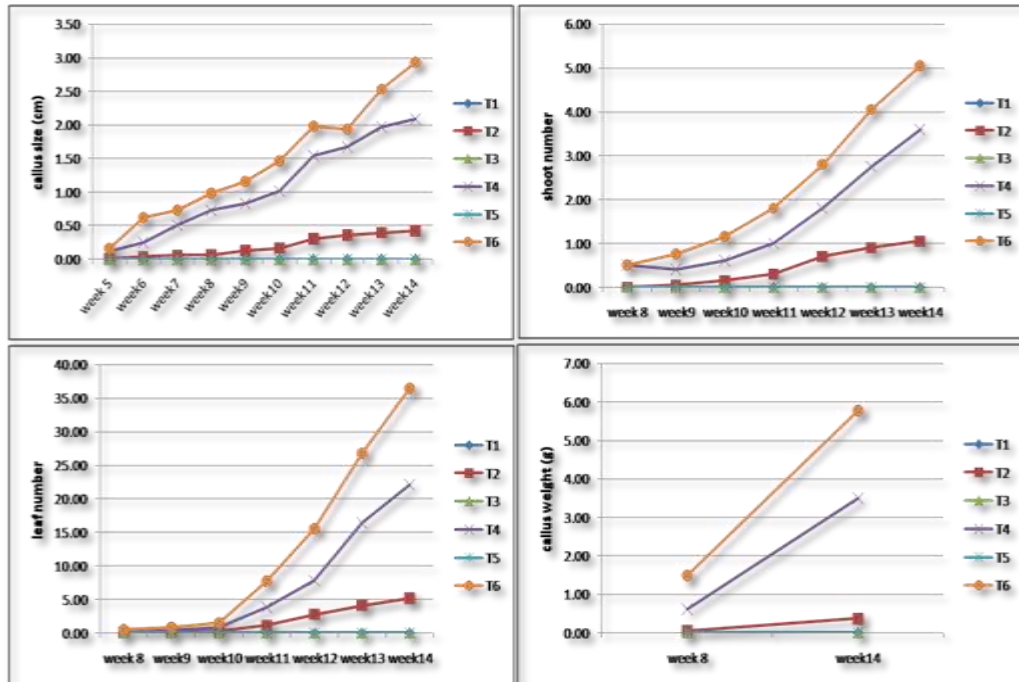 callus size (cm)
3.50
3.00
2.50
2.00
1.50
1.00
0.50
0.00
week 5
week6
week7
week8
week9
week10
week11
week12
week13
week14
T1
T2
T3
T4
T5
T6
shoot number
6.00
5.00
4.00
3.00
2.00
1.00
0.00
week 8
week9
week10
week11
week12
week13
week14
T1
T2
T3
T4
T5
T6
leaf number
40.00
35.00
30.00
25.00
20.00
15.00
10.00
5.00
0.00
week 8
week9
week10
week11
week12
week13
week14
T1
T2
T3
T4
T5
T6
callus weight (g)
7.00
6.00
5.00
4.00
3.00
2.00
1.00
0.00
week 8
week14
T1
T2
T3
T4
T5
T6